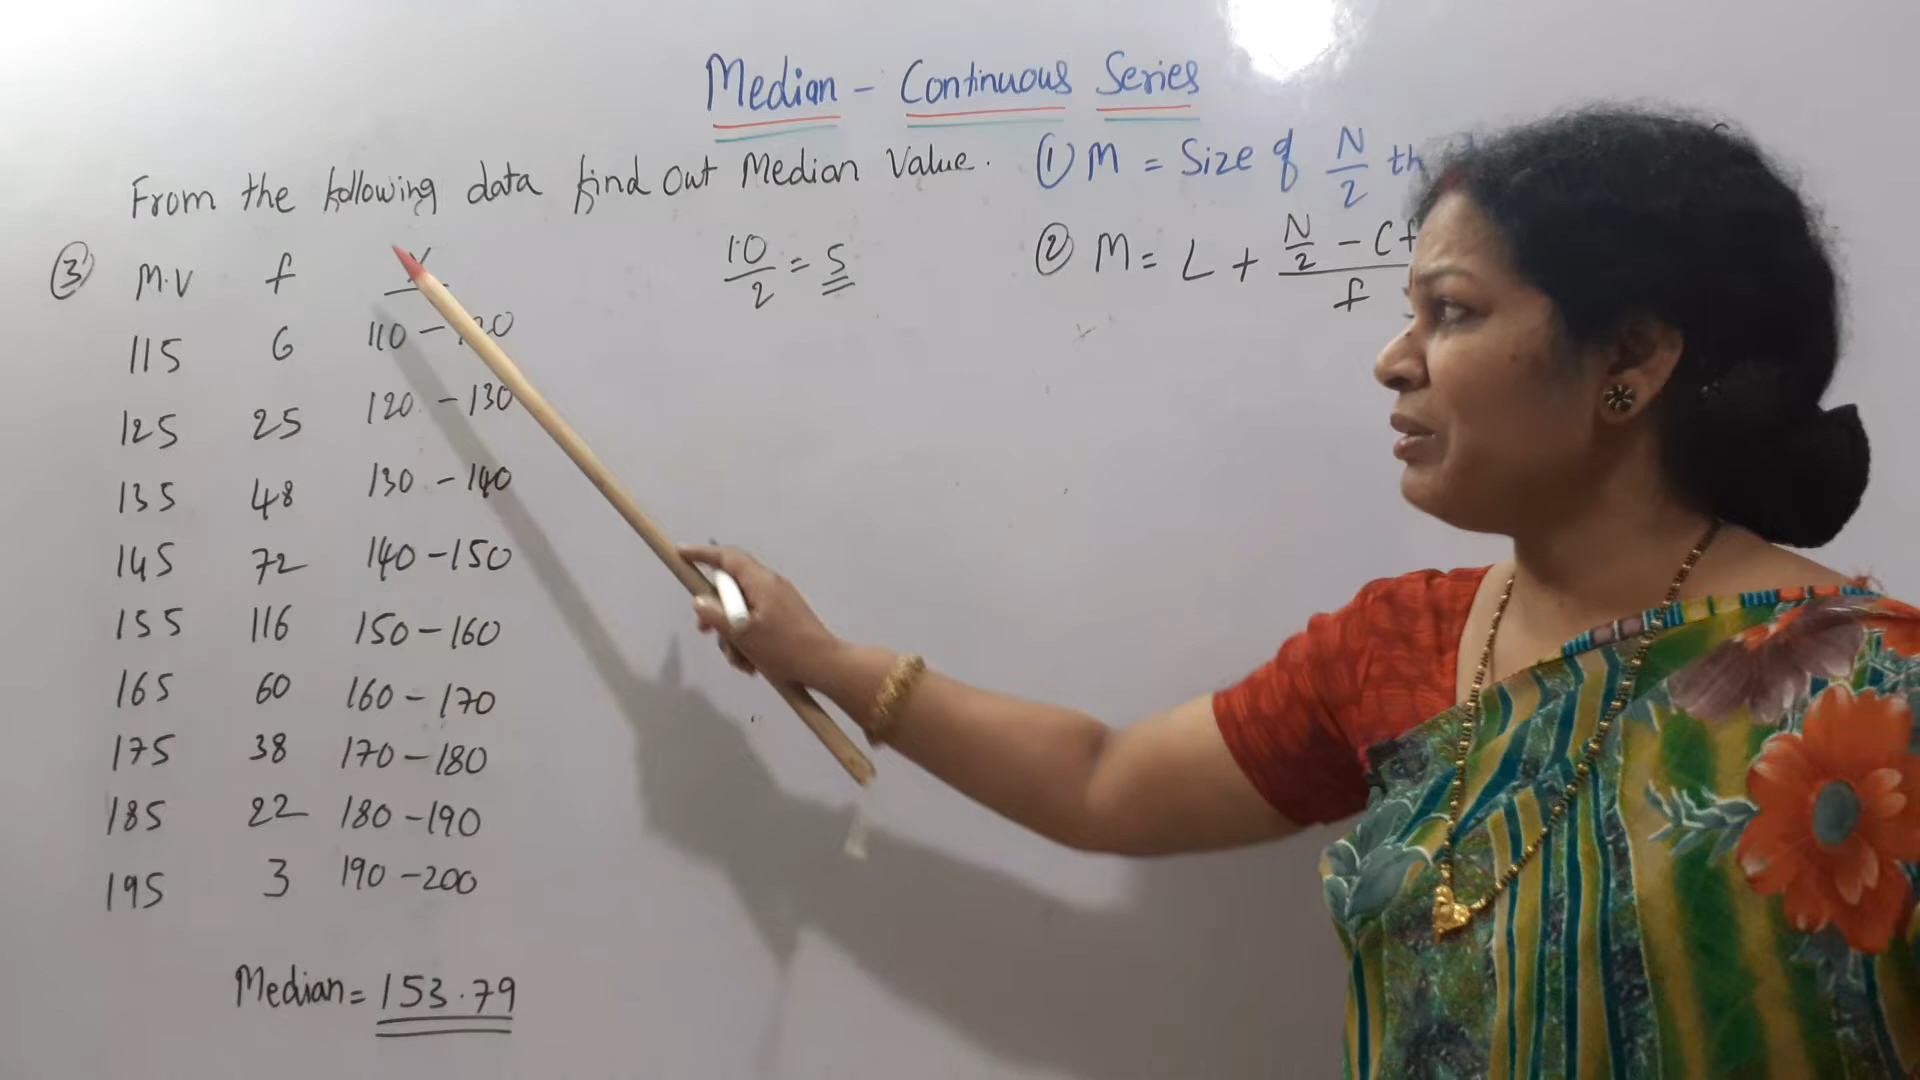 Median - Continuous Series
From the following data find out Median Value.
① M = Size of N/2 th
② M = L + (N/2 - Cf)/f
10/2 = 5
③ M.V f X
115 6 110 - 120
125 25 120 - 130
135 48 130 - 140
145 72 140 - 150
155 116 150 - 160
165 60 160 - 170
175 38 170 - 180
185 22 180 - 190
195 3 190 - 200
Median = 153.79